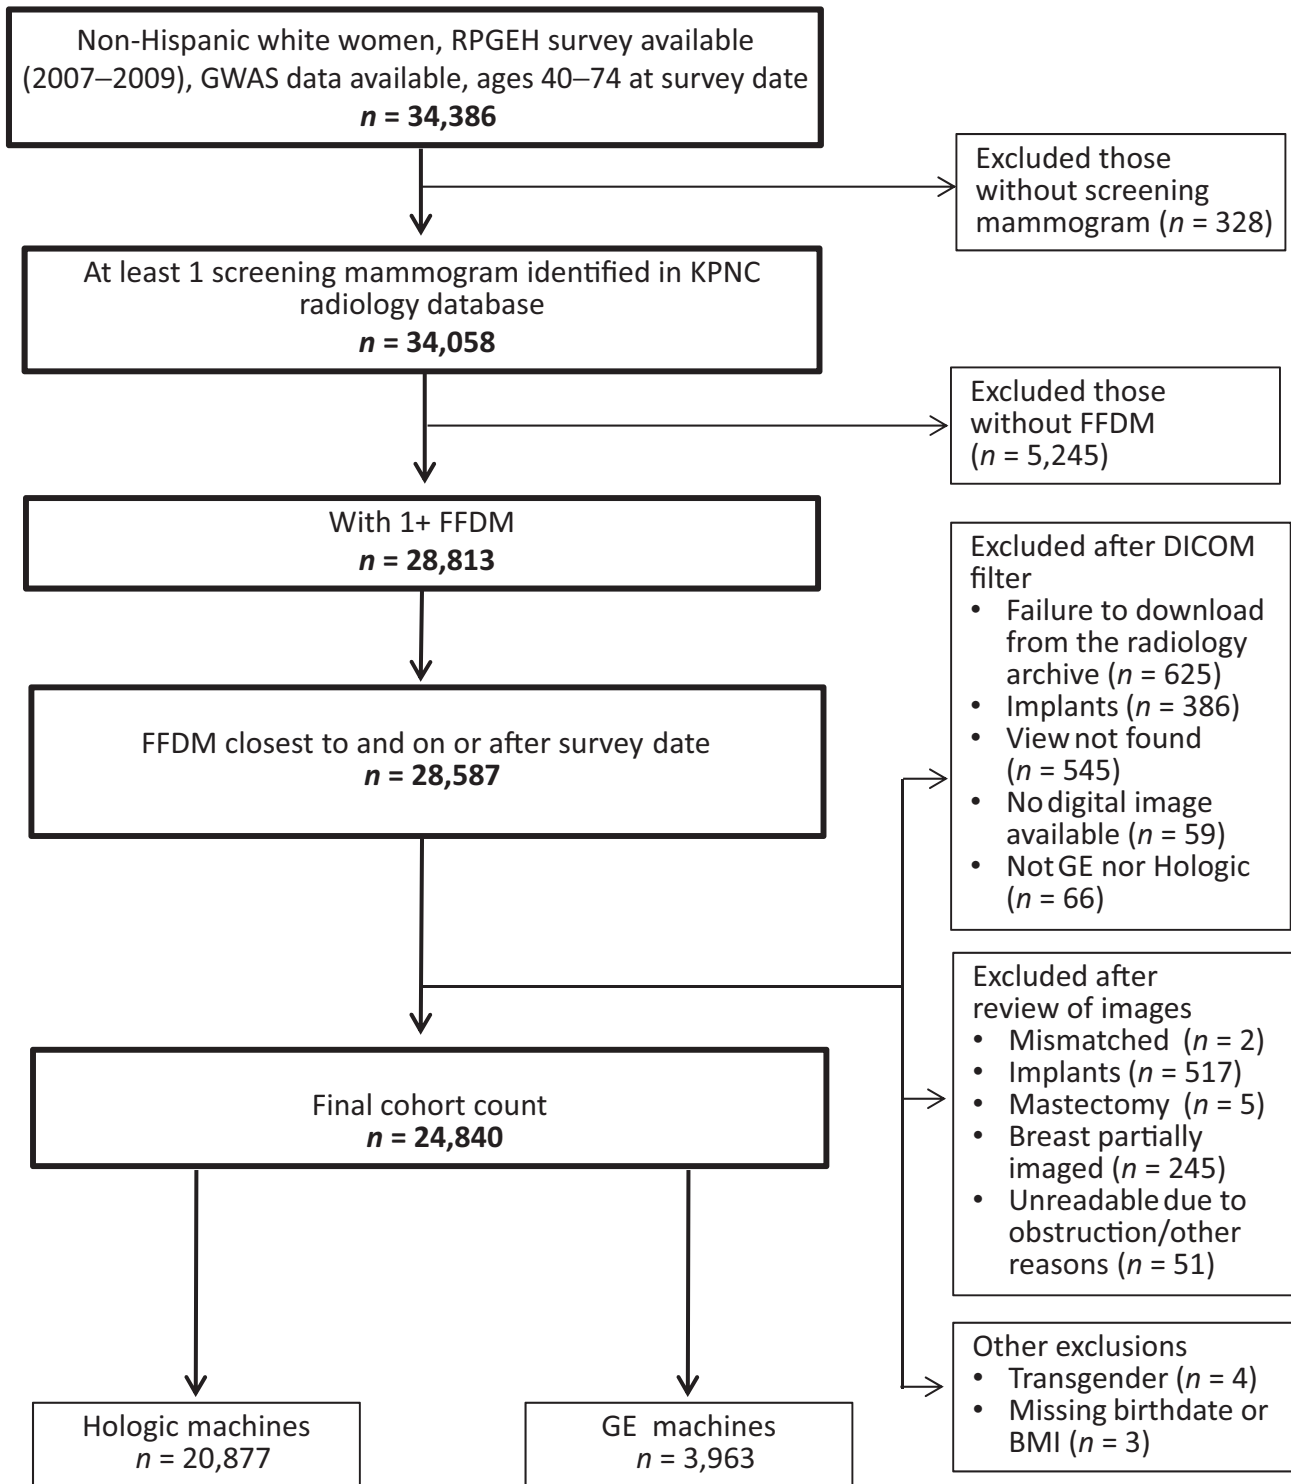 Non-Hispanic white women, RPGEH survey available
(2007–2009), GWAS data available, ages 40–74 at survey date
n = 34,386
Excluded those
without screening
mammogram (n = 328)
At least 1 screening mammogram identified in KPNC
radiology database
n = 34,058
Excluded those
without FFDM
(n = 5,245)
With 1+ FFDM
n = 28,813
FFDM closest to and on or after survey date
n = 28,587
Excluded after DICOM
filter
• Failure to download
from the radiology
archive (n = 625)
• Implants (n = 386)
• View not found
(n = 545)
• No digital image
available (n = 59)
• Not GE nor Hologic
(n = 66)
Excluded after
review of images
• Mismatched (n = 2)
• Implants (n = 517)
• Mastectomy (n = 5)
• Breast partially
imaged (n = 245)
• Unreadable due to
obstruction/other
reasons (n = 51)
Other exclusions
• Transgender (n = 4)
• Missing birthdate or
BMI (n = 3)
Final cohort count
n = 24,840
Hologic machines
n = 20,877
GE machines
n = 3,963